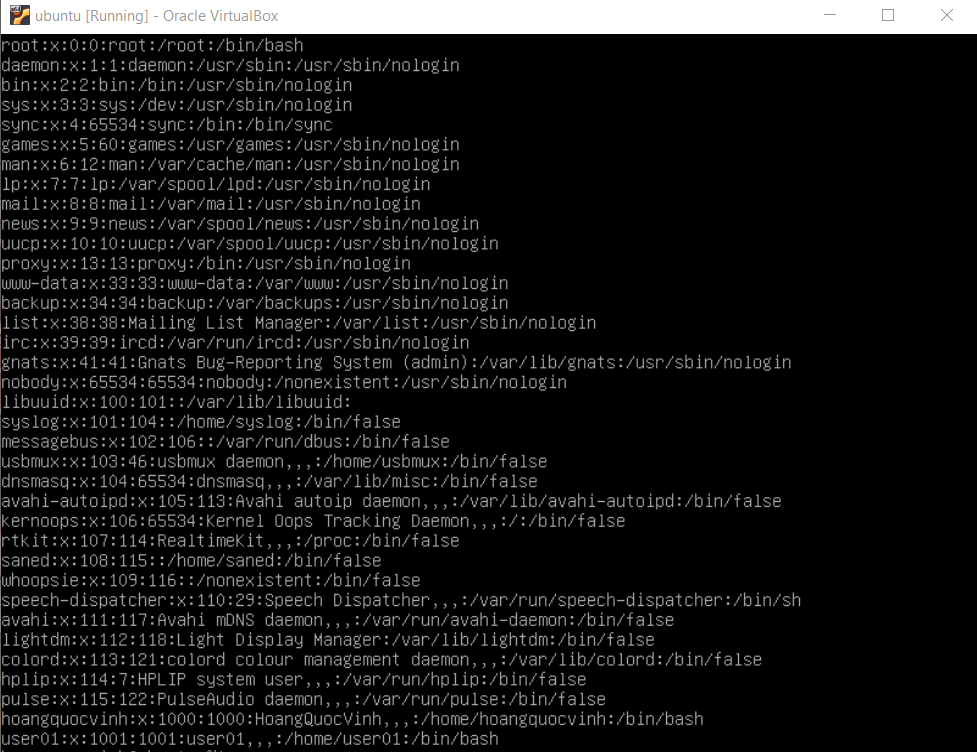 ubuntu [Running] - Oracle VirtualBox
root:x:0:0:root:/root:/bin/bash
daemon:x:1:1:daemon:/usr/sbin:/usr/sbin/nologin
bin:x:2:2:bin:/bin:/usr/sbin/nologin
sys:x:3:3:sys:/dev:/usr/sbin/nologin
sync:x:4:65534:sync:/bin:/bin/sync
games:x:5:60:games:/usr/games:/usr/sbin/nologin
man:x:6:12:man:/var/cache/man:/usr/sbin/nologin
lp:x:7:7:lp:/var/spool/lpd:/usr/sbin/nologin
mail:x:8:8:mail:/var/mail:/usr/sbin/nologin
news:x:9:9:news:/var/spool/news:/usr/sbin/nologin
uucp:x:10:10:uucp:/var/spool/uucp:/usr/sbin/nologin
proxy:x:13:13:proxy:/bin:/usr/sbin/nologin
www-data:x:33:33:www-data:/var/www:/usr/sbin/nologin
backup:x:34:34:backup:/var/backups:/usr/sbin/nologin
list:x:38:38:Mailing List Manager:/var/list:/usr/sbin/nologin
irc:x:39:39:ircd:/var/run/ircd:/usr/sbin/nologin
gnats:x:41:41:Gnats Bug-Reporting System (admin):/var/lib/gnats:/usr/sbin/nologin
nobody:x:65534:65534:nobody:/nonexistent:/usr/sbin/nologin
libuuid:x:100:101::/var/lib/libuuid:
syslog:x:101:104::/home/syslog:/bin/false
messagebus:x:102:106::/var/run/dbus:/bin/false
usbmux:x:103:46:usbmux daemon,,,:/home/usbmux:/bin/false
dnsmasq:x:104:65534:dnsmasq,,,:/var/lib/misc:/bin/false
avahi-autoipd:x:105:113:Avahi autoip daemon,,,:/var/lib/avahi-autoipd:/bin/false
kernoops:x:106:65534:Kernel Oops Tracking Daemon,,,:/:/bin/false
rtkit:x:107:114:RealtimeKit,,,:/proc:/bin/false
saned:x:108:115::/home/saned:/bin/false
whoopsie:x:109:116::/nonexistent:/bin/false
speech-dispatcher:x:110:29:Speech Dispatcher,,,:/var/run/speech-dispatcher:/bin/sh
avahi:x:111:117:Avahi mDNS daemon,,,:/var/run/avahi-daemon:/bin/false
lightdm:x:112:118:Light Display Manager:/var/lib/lightdm:/bin/false
colord:x:113:121:colord colour management daemon,,,:/var/lib/colord:/bin/false
hplip:x:114:7:HPLIP system user,,,:/var/run/hplip:/bin/false
pulse:x:115:122:PulseAudio daemon,,,:/var/run/pulse:/bin/false
hoangquocvinh:x:1000:1000:HoangQuocVinh,,,:/home/hoangquocvinh:/bin/bash
user01:x:1001:1001:user01,,,:/home/user01:/bin/bash